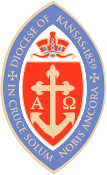 DIOCESE OF KANSAS • 1859
IN CRUCE SOLUM NOBIS ANCORA
Α Ω